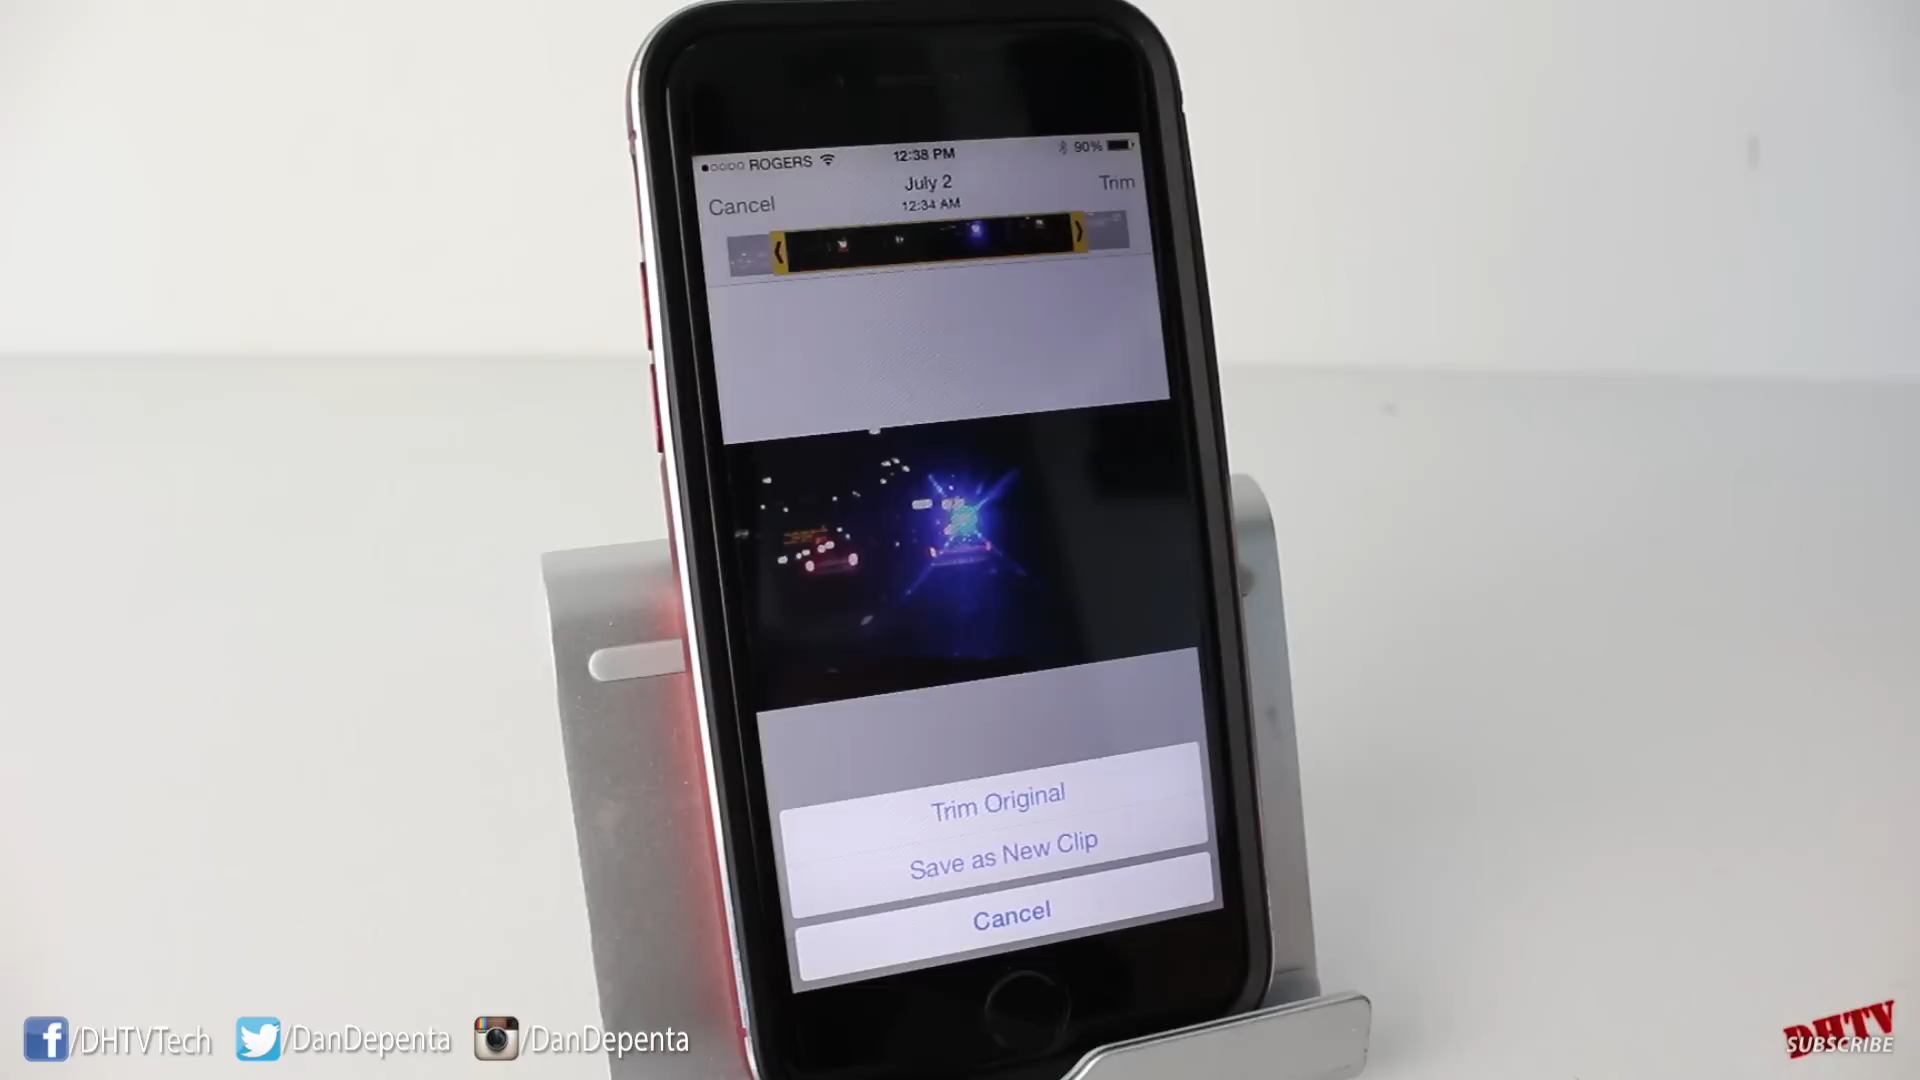 ROGERS 12:38 PM 90%
July 2
Cancel 12:34 AM Trim
Trim Original
Save as New Clip
Cancel
/DHTVTech /DanDepenta /DanDepenta
DHTV
SUBSCRIBE